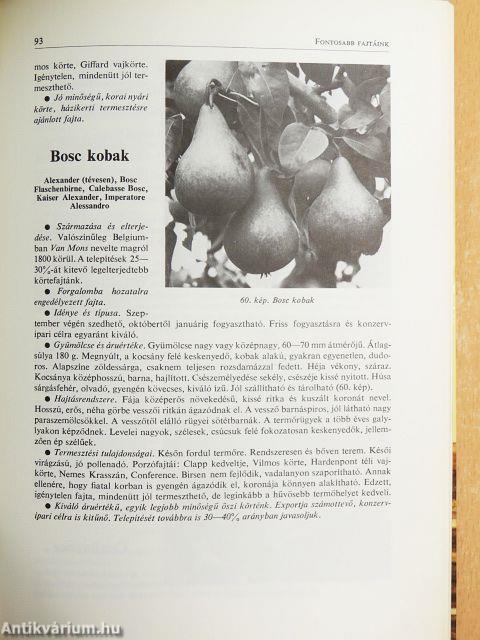 93
FONTOSABB FAJTÁINK
mos körte, Giffard vajkörte.
Igénytelen, mindenütt jól ter-
meszthető.
● Jó minőségű, korai nyári
körte, házikerti termesztésre
ajánlott fajta.
Bosc kobak
Alexander (tévesen), Bosc
Flaschenbirne, Calebasse Bosc,
Kaiser Alexander, Imperatore
Alessandro
● Származása és elterje-
dése. Valószínűleg Belgium-
ban Van Mons nevelte magról
1800 körül. A telepítések 25—
30%-át kitevő legelterjedtebb
körtefajtánk.
● Forgalomba hozatalra
engedélyezett fajta.
60. kép. Bosc kobak
● Idénye és típusa. Szep-
tember végén szedhető, októbertől januárig fogyasztható. Friss fogyasztásra és konzerv-
ipari célra egyaránt kiváló.
● Gyümölcse és áruértéke. Gyümölcse nagy vagy középnagy, 60—70 mm átmérőjű. Átlag-
súlya 180 g. Megnyúlt, a kocsány felé keskenyedő, kobak alakú, gyakran egyenetlen, dudo-
ros. Alapszíne zöldessárga, csaknem teljesen rozsdamázzal fedett. Héja vékony, száraz.
Kocsánya középhosszú, barna, hajlított. Csészemélyedése sekély, csészéje kissé nyitott. Húsa
sárgásfehér, olvadó, gyengén kövecses, kiváló ízű. Jól szállítható és tárolható (60. kép).
● Hajtásrendszere. Fája középerős növekedésű, kissé ritka és kuszált koronát nevel.
Hosszú, erős, néha görbe vesszői ritkán ágazódnak el. A vessző barnáspiros, jól látható nagy
paraszemölcsökkel. A vesszőtől elálló rügyei sötétbarnák. A termőrügyek a több éves galy-
lyakon képződnek. Levelei nagyok, szélesek, csúcsuk felé fokozatosan keskenyedők, jellem-
zően ép szélűek.
● Termesztési tulajdonságai. Későn fordul termőre. Rendszeresen és bőven terem. Késői
virágzású, jó pollenadó. Porzófajtái: Clapp kedveltje, Vilmos körte, Hardenpont téli vaj-
körte, Nemes Krasszán, Conference. Birsen nem fejlődik, vadalanyon szaporítható. Annak
ellenére, hogy fiatal korban is gyengén ágazódik el, koronája könnyen alakítható. Edzett,
igénytelen fajta, mindenütt jól termeszthető, de leginkább a hűvösebb termőhelyet kedveli.
● Kiváló áruértékű, egyik legjobb minőségű őszi körténk. Exportja számottevő, konzerv-
ipari célra is kitűnő. Telepítését továbbra is 30—40% arányban javasoljuk.
Antikvárium.hu